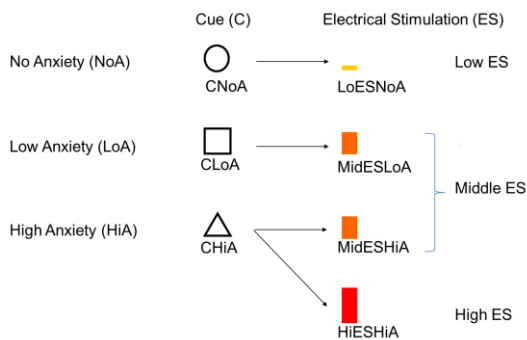 Cue (C)
Electrical Stimulation (ES)
No Anxiety (NoA)
CNoA
LoESNoA
Low ES
Low Anxiety (LoA)
CLoA
MidESLoA
Middle ES
High Anxiety (HiA)
CHiA
MidESHiA
HiESHiA
High ES